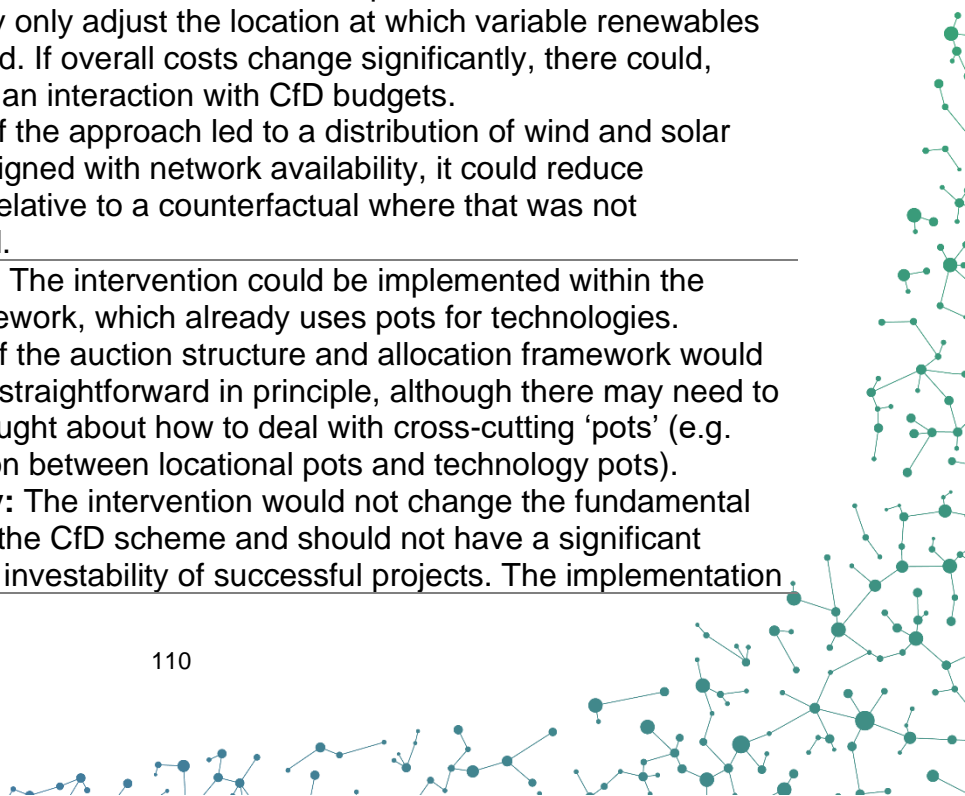 y only adjust the location at which variable renewables
d. If overall costs change significantly, there could,
an interaction with CfD budgets.
f the approach led to a distribution of wind and solar
igned with network availability, it could reduce
elative to a counterfactual where that was not
l.
The intervention could be implemented within the
ework, which already uses pots for technologies.
f the auction structure and allocation framework would
straightforward in principle, although there may need to
ught about how to deal with cross-cutting ‘pots’ (e.g.
on between locational pots and technology pots).
y: The intervention would not change the fundamental
the CfD scheme and should not have a significant
investability of successful projects. The implementation
110